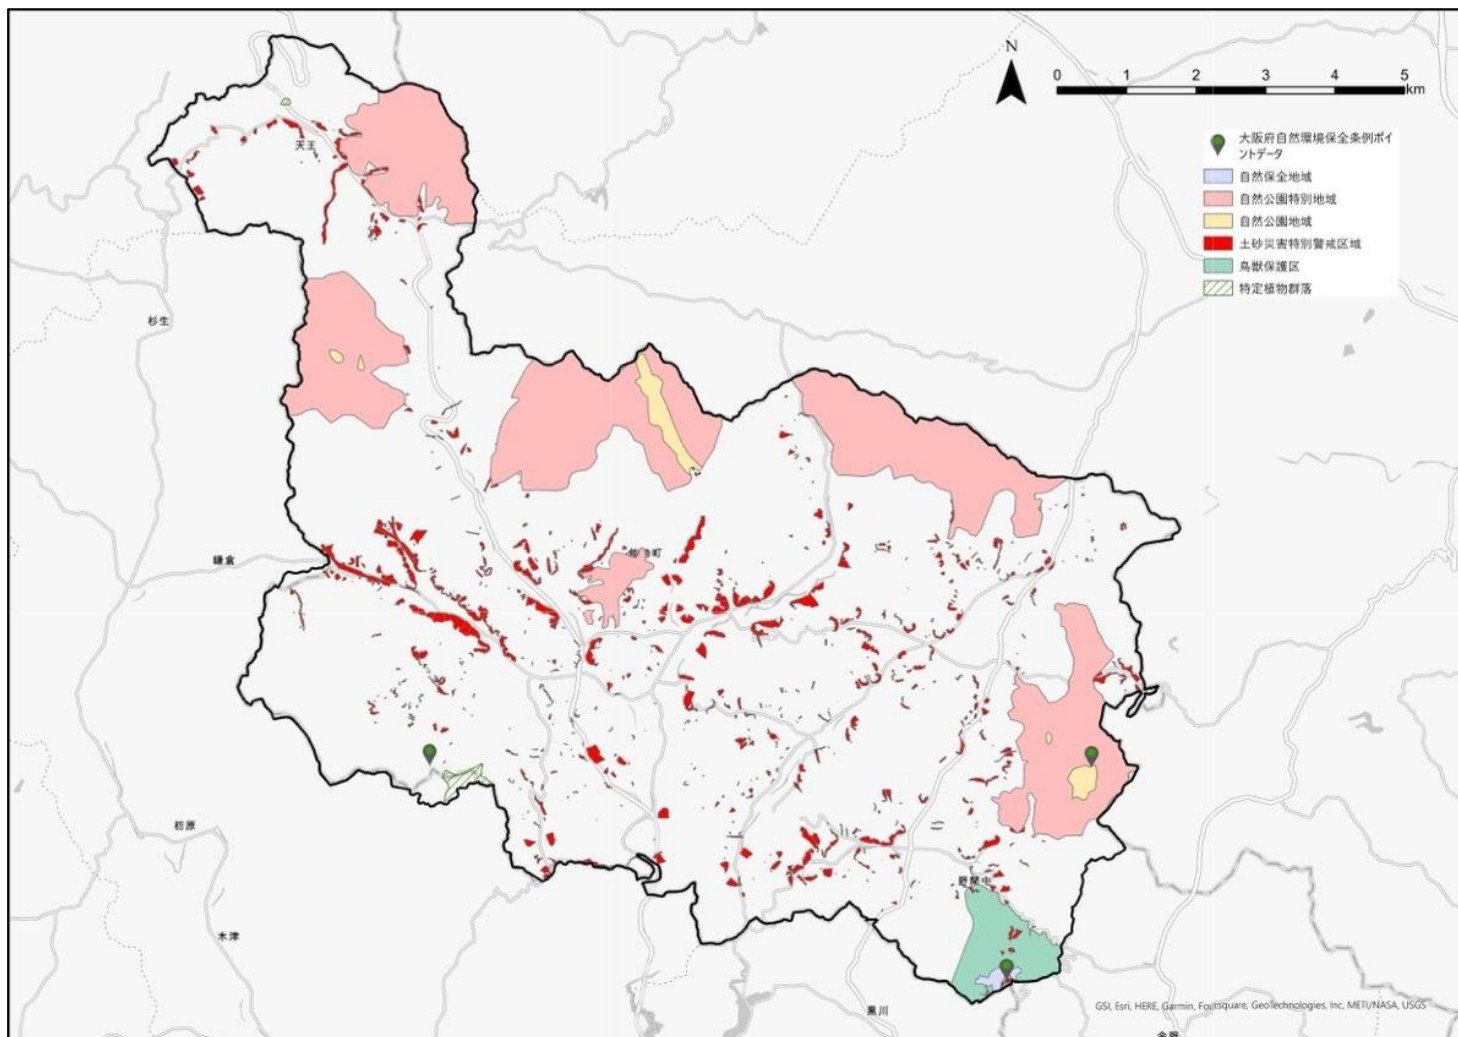 N
0 1 2 3 4 5
km
大阪府自然環境保全条例ポイ
ントデータ
自然保全地域
自然公園特別地域
自然公園地域
土砂災害特別警戒区域
鳥獣保護区
特定植物群落
天王
杉生
鎌倉
町
枋原
野間中
木津
黒川
GSI, Esri, HERE, Garmin, Foursquare, GeoTechnologies, Inc, METI/NASA, USGS